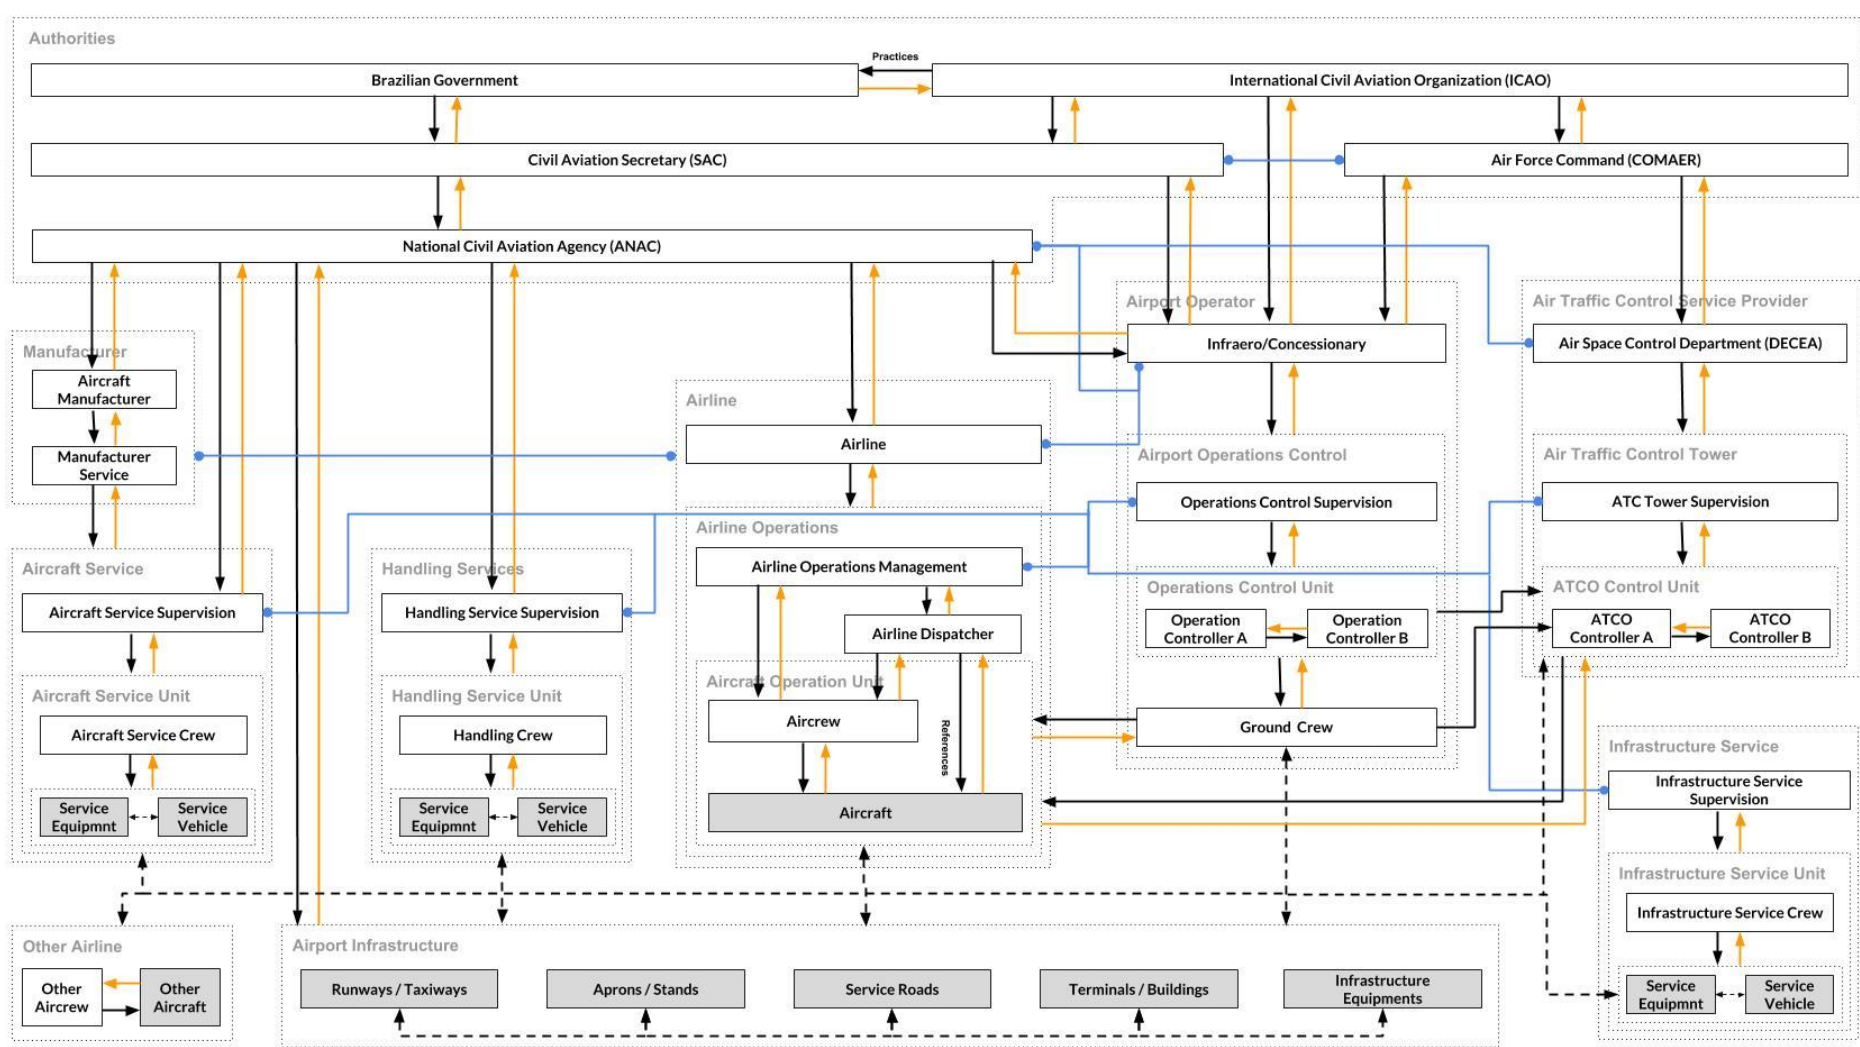 Authorities
Practices
Brazilian Government
International Civil Aviation Organization (ICAO)
Civil Aviation Secretary (SAC)
Air Force Command (COMAER)
National Civil Aviation Agency (ANAC)
Airport Operator
Air Traffic Control Service Provider
Infraero/Concessionary
Air Space Control Department (DECEA)
Manufacturer
Aircraft
Manufacturer
Manufacturer
Service
Airline
Airline
Airport Operations Control
Air Traffic Control Tower
Operations Control Supervision
ATC Tower Supervision
Airline Operations
Airline Operations Management
Aircraft Service
Handling Services
Operations Control Unit
ATCO Control Unit
Aircraft Service Supervision
Handling Service Supervision
Airline Dispatcher
Operation
Controller A
Operation
Controller B
ATCO
Controller A
ATCO
Controller B
Aircraft Service Unit
Handling Service Unit
Aircraft Operation Unit
Aircraft Service Crew
Handling Crew
Aircrew
References
Ground Crew
Service
Equipmnt
Service
Vehicle
Service
Equipmnt
Service
Vehicle
Aircraft
Infrastructure Service
Infrastructure Service
Supervision
Infrastructure Service Unit
Infrastructure Service Crew
Service
Equipmnt
Service
Vehicle
Other Airline
Other
Aircrew
Other
Aircraft
Airport Infrastructure
Runways / Taxiways
Aprons / Stands
Service Roads
Terminals / Buildings
Infrastructure
Equipments